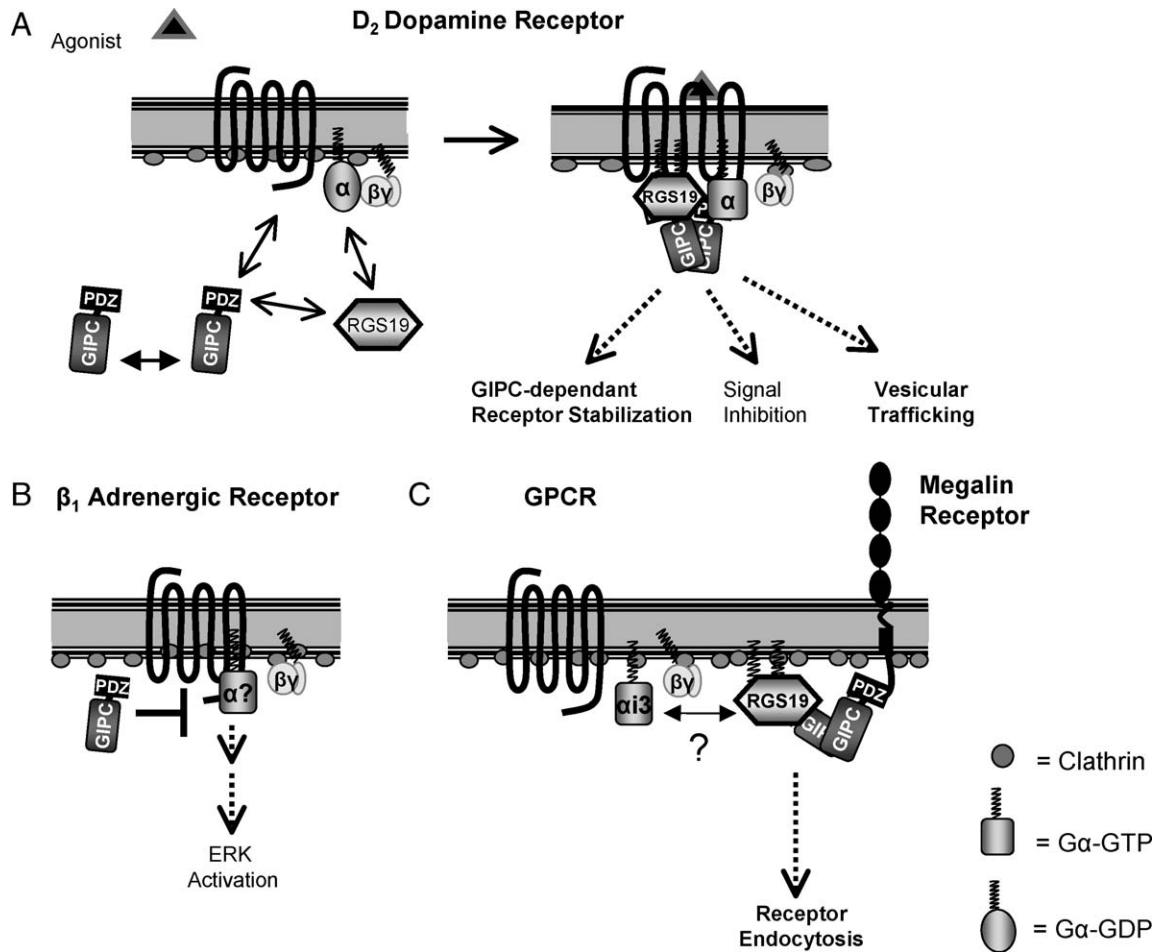 A
Agonist
D2 Dopamine Receptor
α
βγ
PDZ
GIPC
PDZ
GIPC
RGS19
RGS19
α
βγ
GIPC
GIPC
GIPC-dependant
Receptor Stabilization
Signal
Inhibition
Vesicular
Trafficking
B
β1 Adrenergic Receptor
PDZ
GIPC
α?
βγ
ERK
Activation
C
GPCR
Megalin
Receptor
αi3
βγ
?
RGS19
PDZ
GIPC
Receptor
Endocytosis
= Clathrin
= Gα-GTP
= Gα-GDP